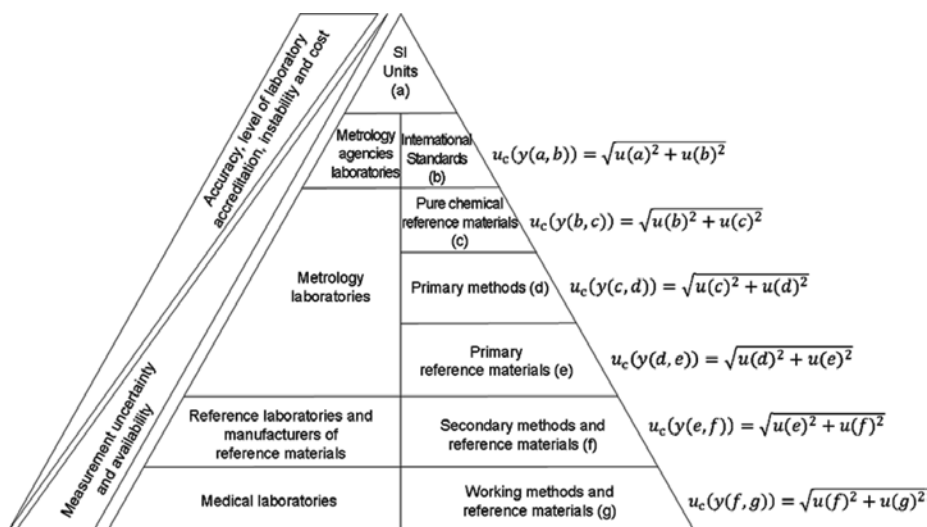 Accuracy, level of laboratory
accreditation, instability and cost
Measurement uncertainty
and availability
SI
Units
(a)
Metrology
agencies
laboratories
International
Standards
(b)
u_c(y(a, b)) = √(u(a)² + u(b)²)
Metrology
laboratories
Pure chemical
reference materials
(c)
u_c(y(b, c)) = √(u(b)² + u(c)²)
Primary methods (d)
u_c(y(c, d)) = √(u(c)² + u(d)²)
Primary
reference materials (e)
u_c(y(d, e)) = √(u(d)² + u(e)²)
Reference laboratories and
manufacturers of
reference materials
Secondary methods and
reference materials (f)
u_c(y(e, f)) = √(u(e)² + u(f)²)
Medical laboratories
Working methods and
reference materials (g)
u_c(y(f, g)) = √(u(f)² + u(g)²)